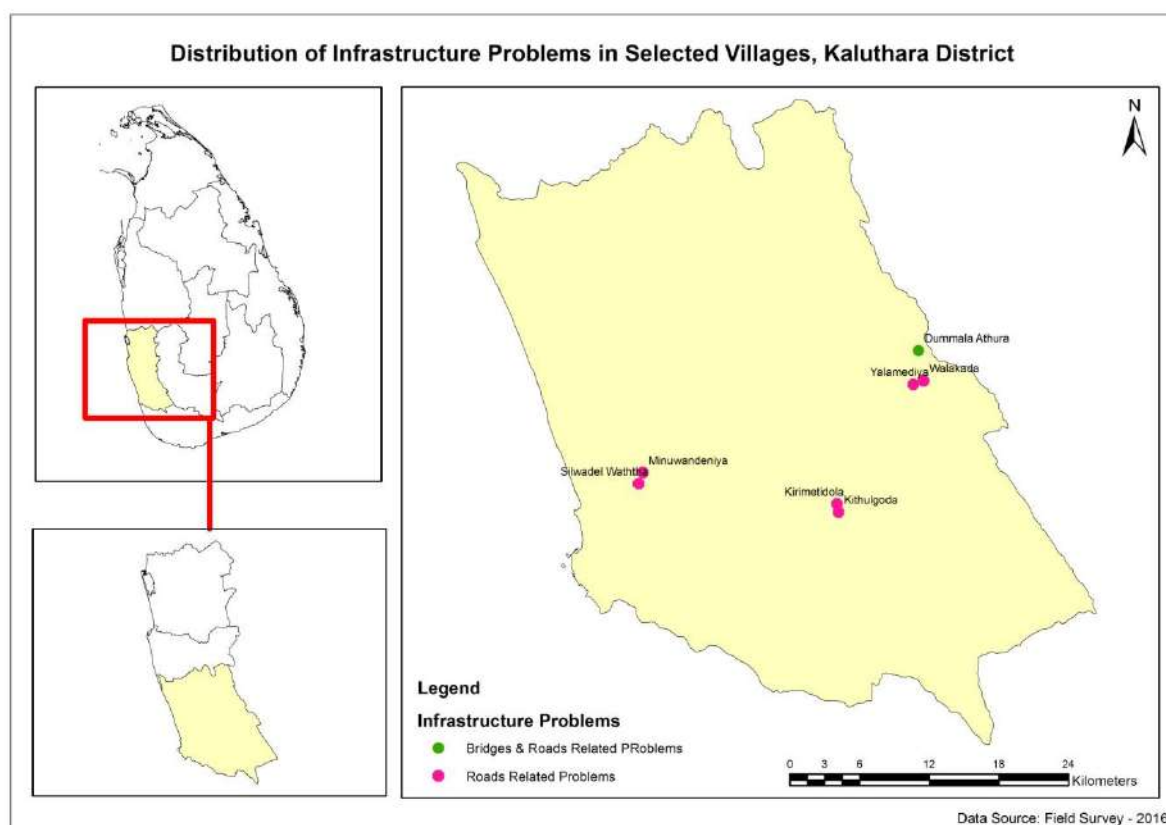 Distribution of Infrastructure Problems in Selected Villages, Kaluthara District
N
Dummala Athura
Walakada
Yalamediya
Minuwandeniya
Silwadel Waththa
Kirimetidola
Kithulgoda
Legend
Infrastructure Problems
Bridges & Roads Related PRoblems
Roads Related Problems
0 3 6 12 18 24
Kilometers
Data Source: Field Survey - 2016